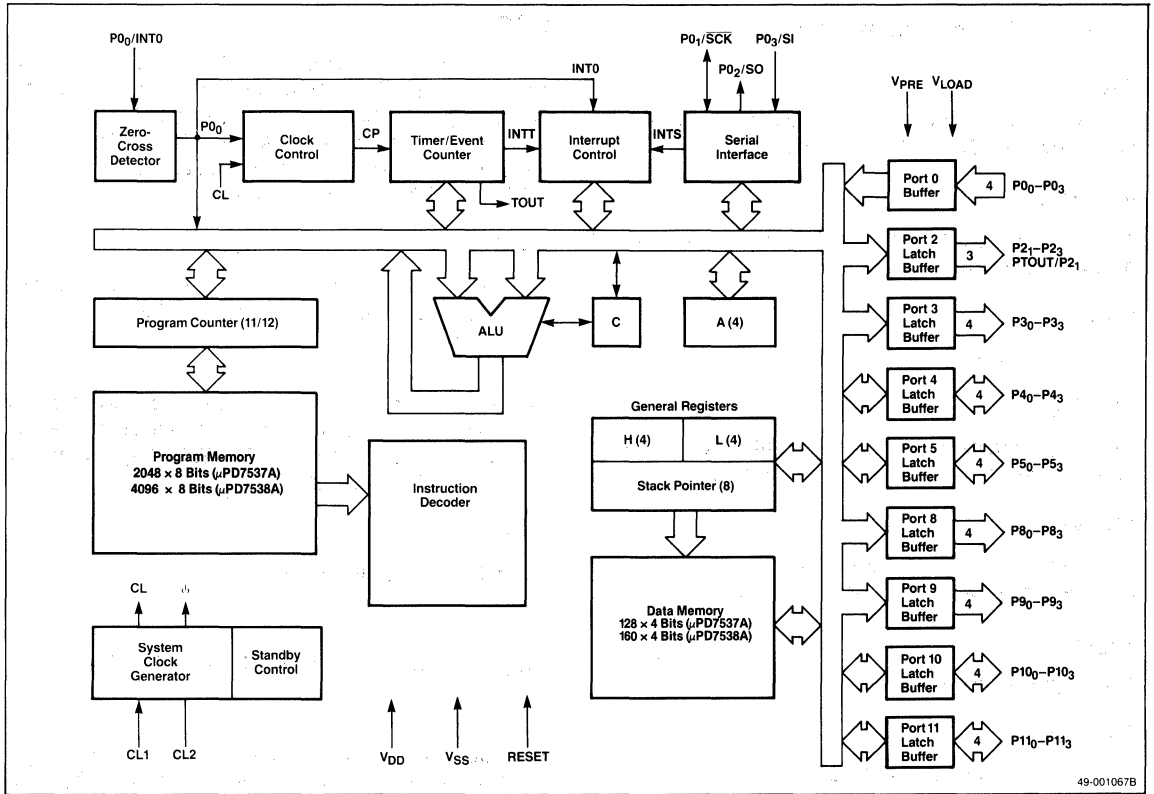 P0₀/INT0
P0₁/SCK
P0₃/SI
P0₂/SO
INT0
VPRE
VLOAD
Zero-
Cross
Detector
P0₀'
Clock
Control
CP
Timer/Event
Counter
INTT
Interrupt
Control
INTS
Serial
Interface
CL
TOUT
Port 0
Buffer
4
P0₀–P0₃
Port 2
Latch
Buffer
3
P2₁–P2₃
PTOUT/P2₁
Program Counter (11/12)
ALU
C
A (4)
Port 3
Latch
Buffer
4
P3₀–P3₃
Port 4
Latch
Buffer
4
P4₀–P4₃
General Registers
H (4)
L (4)
Stack Pointer (8)
Port 5
Latch
Buffer
4
P5₀–P5₃
Program Memory
2048 × 8 Bits (µPD7537A)
4096 × 8 Bits (µPD7538A)
Instruction
Decoder
Port 8
Latch
Buffer
4
P8₀–P8₃
Data Memory
128 × 4 Bits (µPD7537A)
160 × 4 Bits (µPD7538A)
Port 9
Latch
Buffer
4
P9₀–P9₃
CL
System
Clock
Generator
Standby
Control
Port 10
Latch
Buffer
4
P10₀–P10₃
CL1
CL2
VDD
VSS
RESET
Port 11
Latch
Buffer
4
P11₀–P11₃
49-001067B